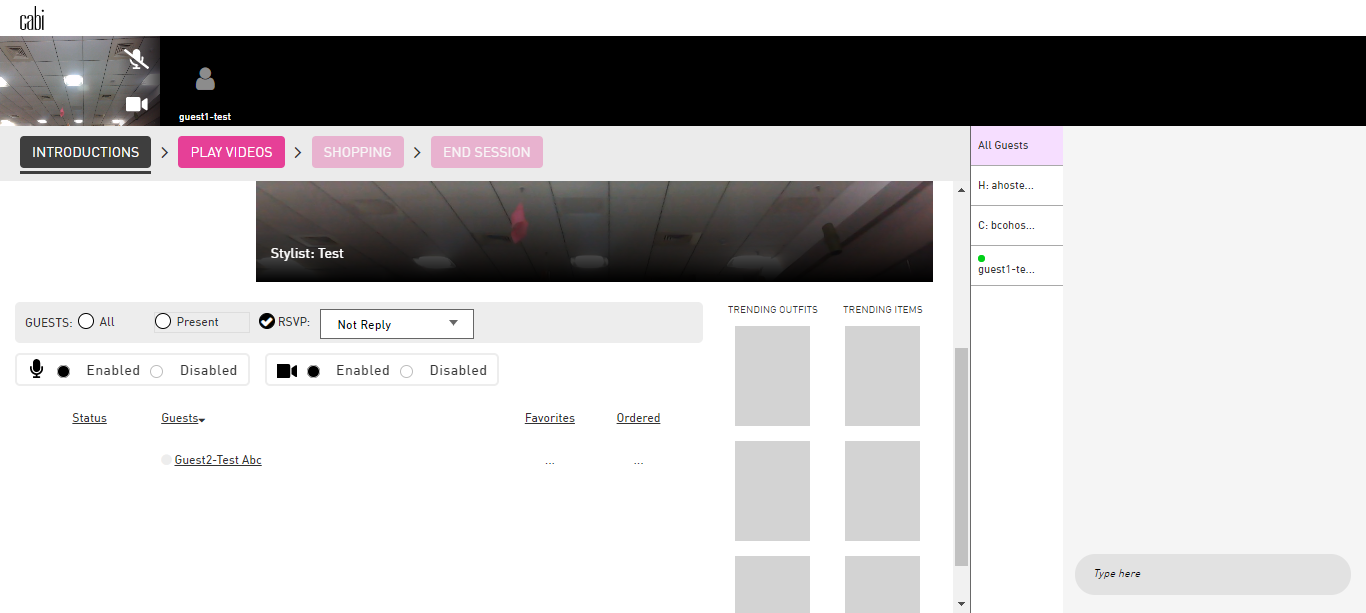 cabi
guest1-test
INTRODUCTIONS > PLAY VIDEOS > SHOPPING > END SESSION
Stylist: Test
GUESTS: All Present RSVP: Not Reply
Enabled Disabled Enabled Disabled
Status Guests Favorites Ordered
Guest2-Test Abc ... ...
TRENDING OUTFITS TRENDING ITEMS
All Guests
H: ahoste...
C: bcohos...
guest1-te...
Type here